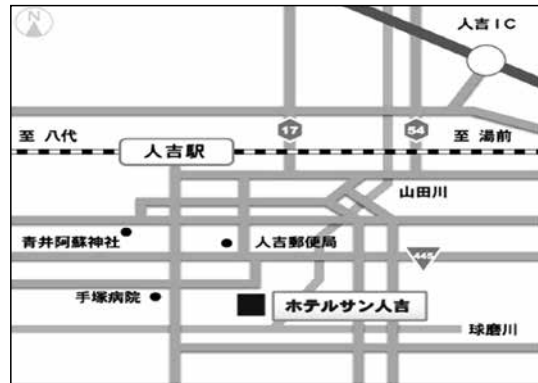 人吉IC
17
54
至 八代
人吉駅
至 湯前
山田川
青井阿蘇神社
人吉郵便局
445
手塚病院
ホテルサン人吉
球磨川